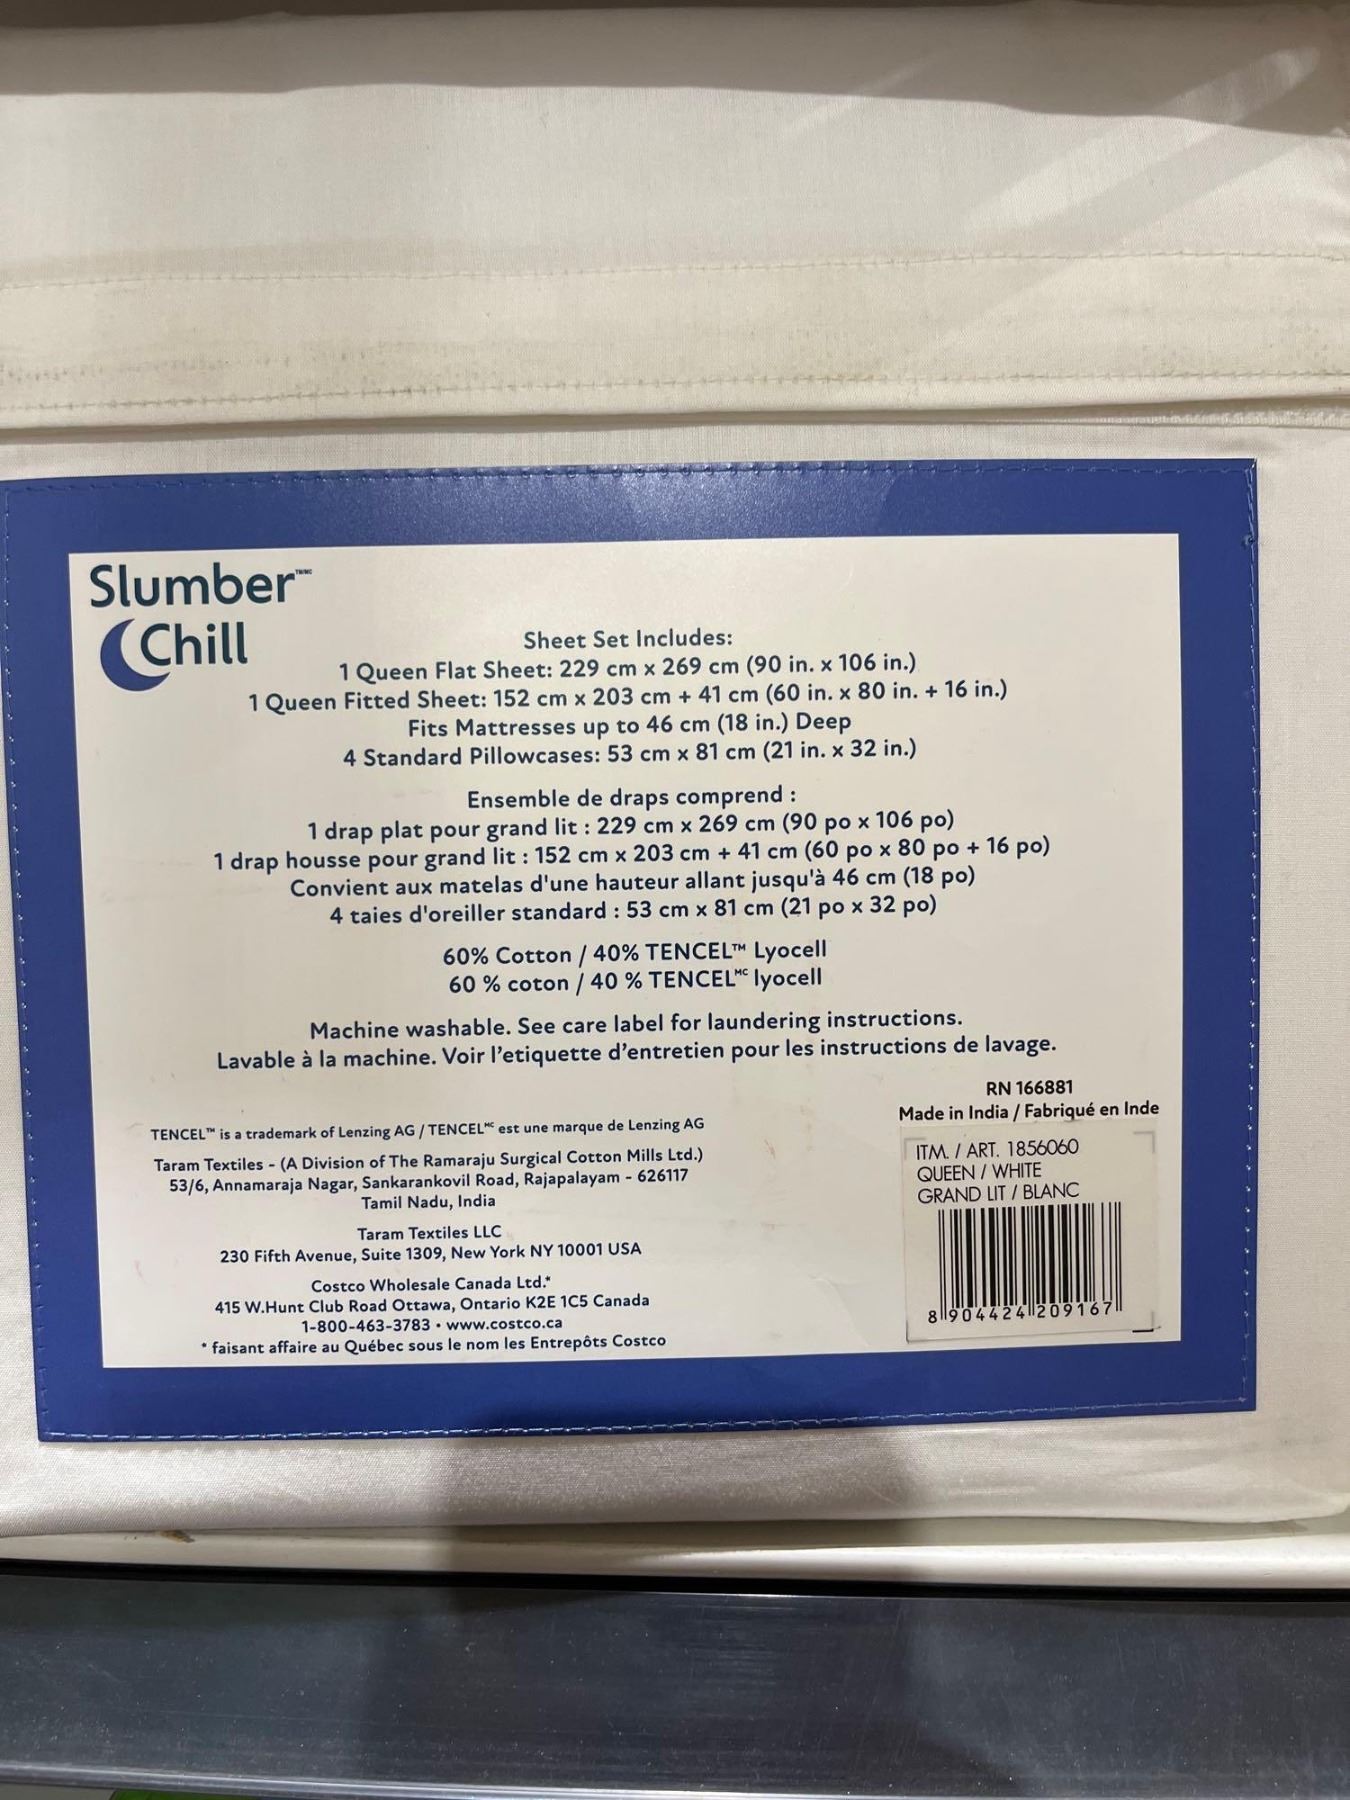 Slumber™/MC
Chill
Sheet Set Includes:
1 Queen Flat Sheet: 229 cm x 269 cm (90 in. x 106 in.)
1 Queen Fitted Sheet: 152 cm x 203 cm + 41 cm (60 in. x 80 in. + 16 in.)
Fits Mattresses up to 46 cm (18 in.) Deep
4 Standard Pillowcases: 53 cm x 81 cm (21 in. x 32 in.)
Ensemble de draps comprend :
1 drap plat pour grand lit : 229 cm x 269 cm (90 po x 106 po)
1 drap housse pour grand lit : 152 cm x 203 cm + 41 cm (60 po x 80 po + 16 po)
Convient aux matelas d'une hauteur allant jusqu'à 46 cm (18 po)
4 taies d'oreiller standard : 53 cm x 81 cm (21 po x 32 po)
60% Cotton / 40% TENCEL™ Lyocell
60 % coton / 40 % TENCELᴹᶜ lyocell
Machine washable. See care label for laundering instructions.
Lavable à la machine. Voir l'etiquette d'entretien pour les instructions de lavage.
RN 166881
Made in India / Fabriqué en Inde
TENCEL™ is a trademark of Lenzing AG / TENCELᴹᶜ est une marque de Lenzing AG
Taram Textiles - (A Division of The Ramaraju Surgical Cotton Mills Ltd.)
53/6, Annamaraja Nagar, Sankarankovil Road, Rajapalayam - 626117
Tamil Nadu, India
Taram Textiles LLC
230 Fifth Avenue, Suite 1309, New York NY 10001 USA
Costco Wholesale Canada Ltd.*
415 W.Hunt Club Road Ottawa, Ontario K2E 1C5 Canada
1-800-463-3783 • www.costco.ca
* faisant affaire au Québec sous le nom les Entrepôts Costco
ITM. / ART. 1856060
QUEEN / WHITE
GRAND LIT / BLANC
8 904424 209167